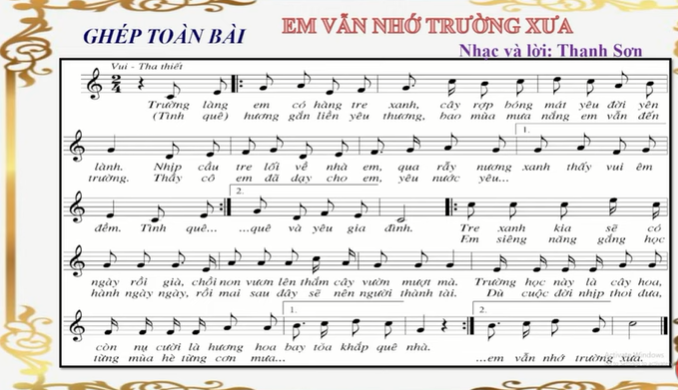 GHÉP TOÀN BÀI
EM VẪN NHỚ TRƯỜNG XƯA
Nhạc và lời: Thanh Sơn
Vui - Tha thiết
Trường làng em có hàng tre xanh, cây rợp bóng mát yêu đời yên
(Tình quê) hương gắn liền yêu thương, bao mùa mưa nắng em vẫn đến
1.
lành. Nhịp cầu tre lối về nhà em, qua rẫy nương xanh thấy vui êm
trường. Thầy cô em đã dạy cho em, yêu nước yêu...
2.
đềm. Tình quê... ...quê và yêu gia đình. Tre xanh kia sẽ có
Em siêng năng gắng học
ngày rồi già, chồi non vươn lên thắm cây vườn mượt mà. Trường học này là cây hoa,
hành ngày ngày, rồi mai sau đây sẽ nên người thành tài. Dù cuộc đời nhịp thoi đưa,
1. 2.
còn nụ cười là hương hoa bay tỏa khắp quê nhà.
từng mùa hè từng cơn mưa... ...em vẫn nhớ trường xưa.